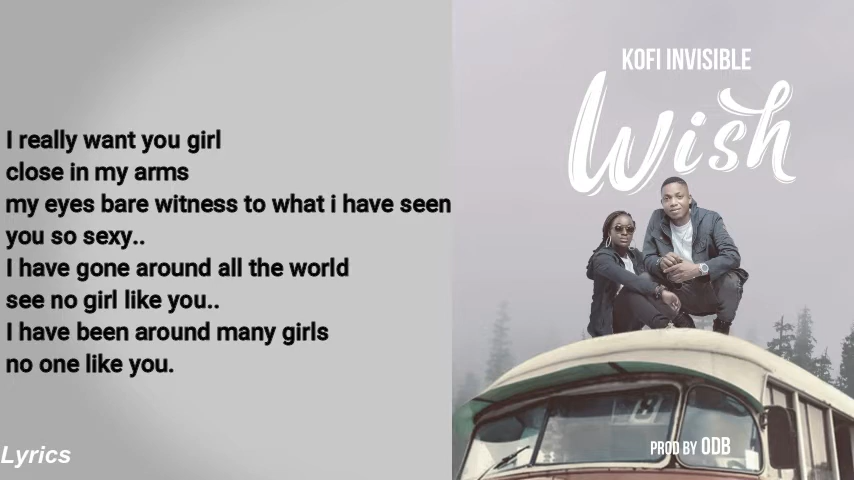 I really want you girl
close in my arms
my eyes bare witness to what i have seen
you so sexy..
I have gone around all the world
see no girl like you..
I have been around many girls
no one like you.
Lyrics
KOFI INVISIBLE
Wish
PROD BY ODB